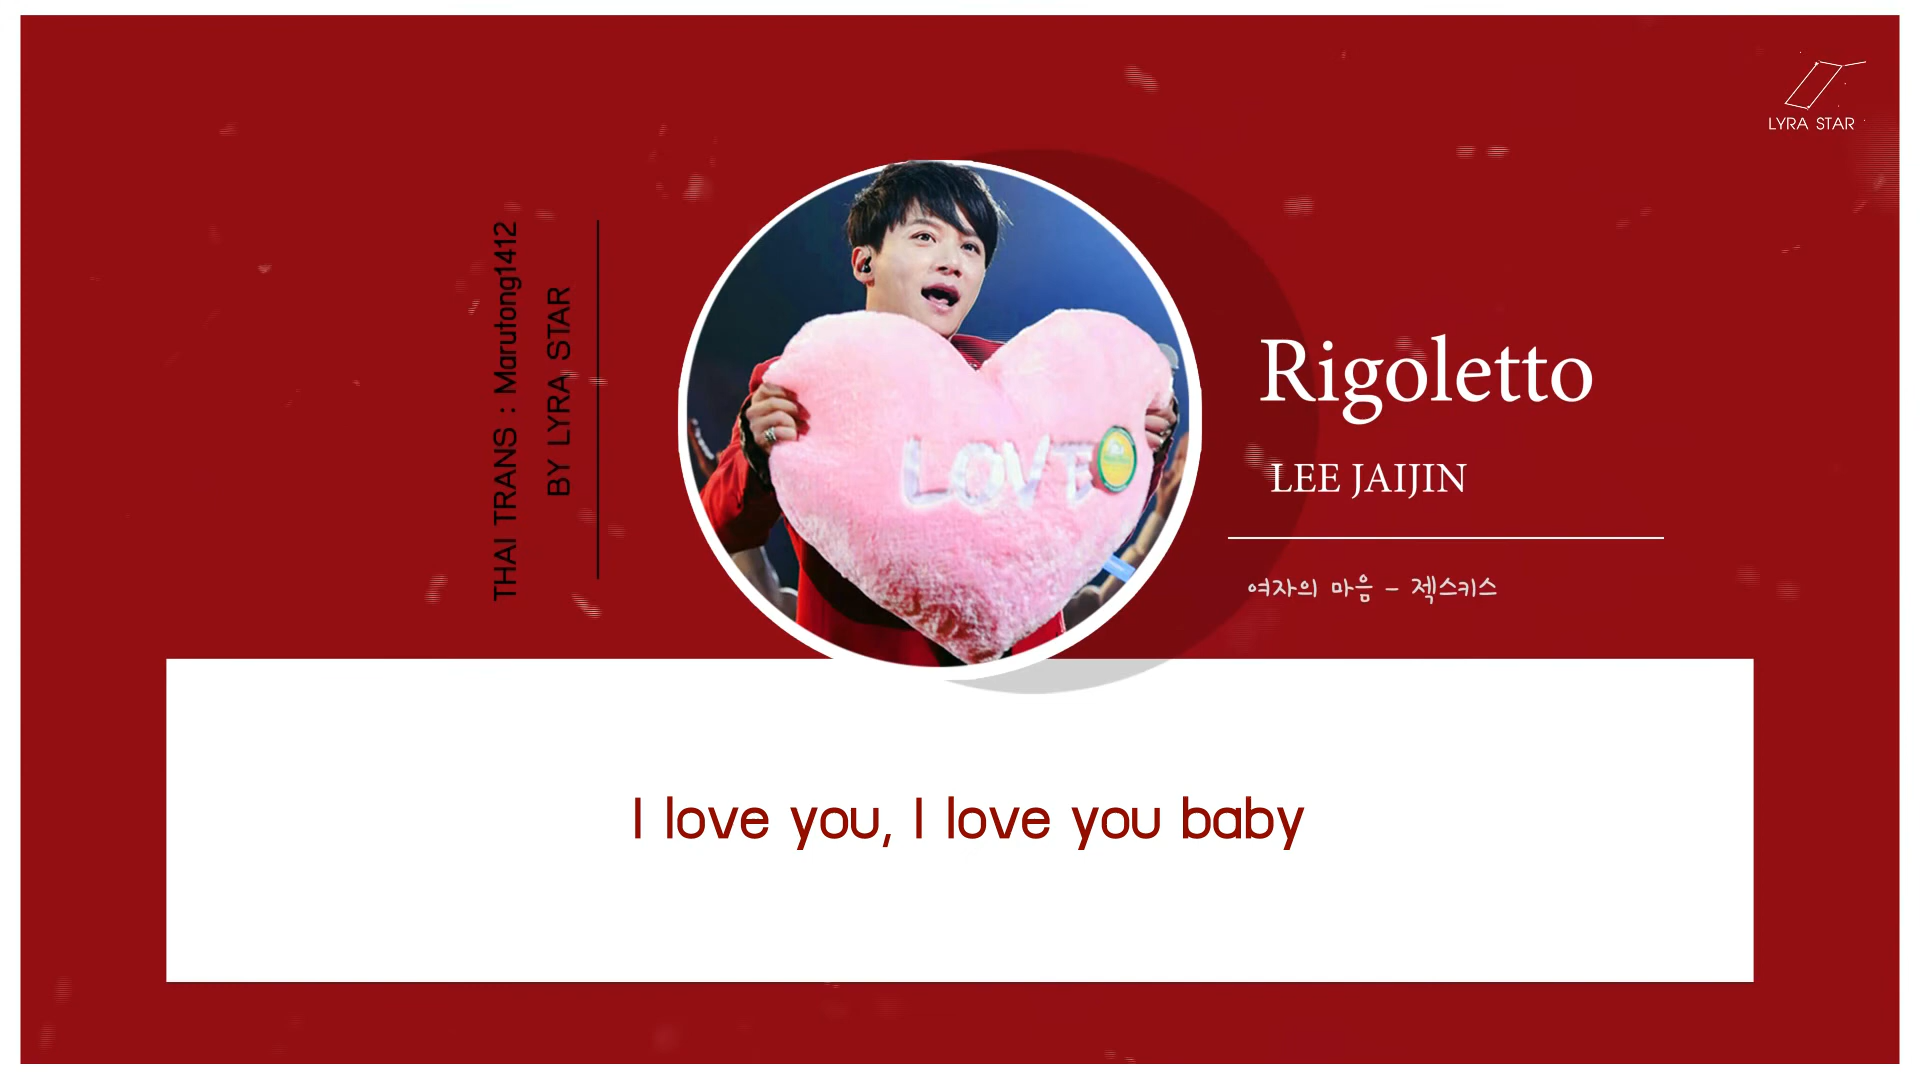 LYRA STAR
THAI TRANS : Marutong1412
BY LYRA STAR
LOVE
Rigoletto
LEE JAIJIN
여자의 마음 - 젝스키스
I love you, I love you baby